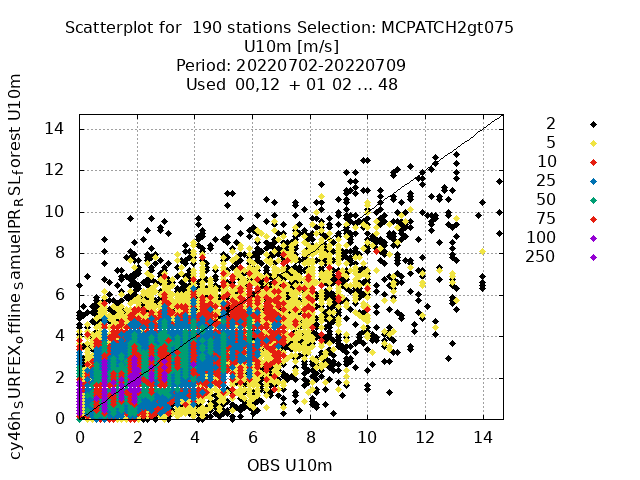 Scatterplot for 190 stations Selection: MCPATCH2gt075
U10m [m/s]
Period: 20220702-20220709
Used 00,12 + 01 02 ... 48
cy46h_sURFEX_offline_samuelPR_RSL_forest U10m
14
12
10
8
6
4
2
0
0 2 4 6 8 10 12 14
OBS U10m
2
5
10
25
50
75
100
250